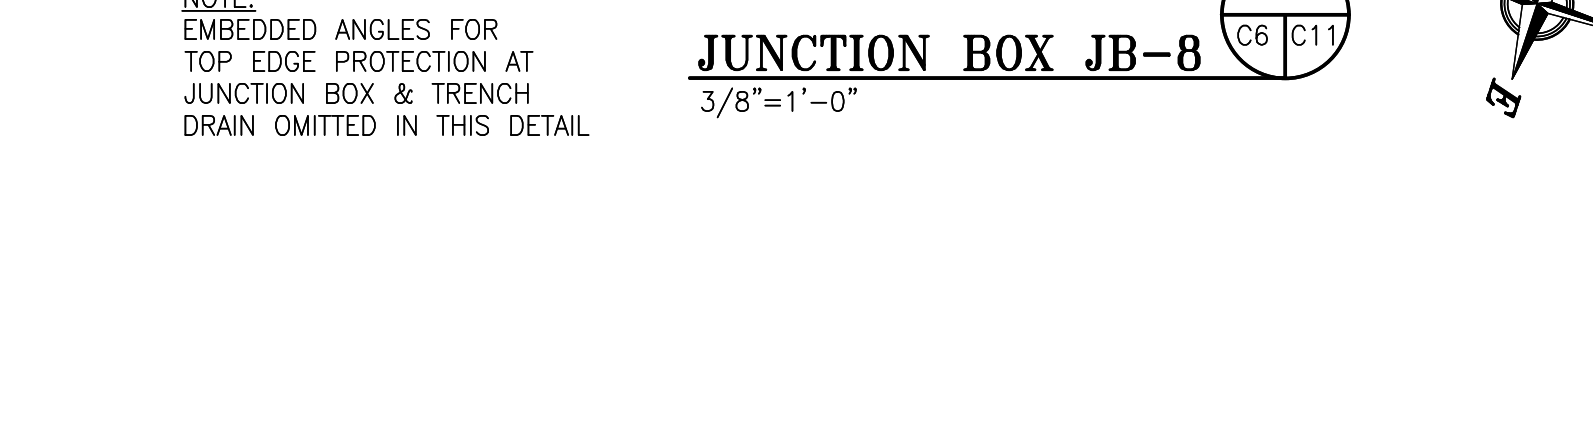 NOTE:
EMBEDDED ANGLES FOR
TOP EDGE PROTECTION AT
JUNCTION BOX & TRENCH
DRAIN OMITTED IN THIS DETAIL
JUNCTION BOX JB-8
3/8"=1'-0"
C6 C11
E